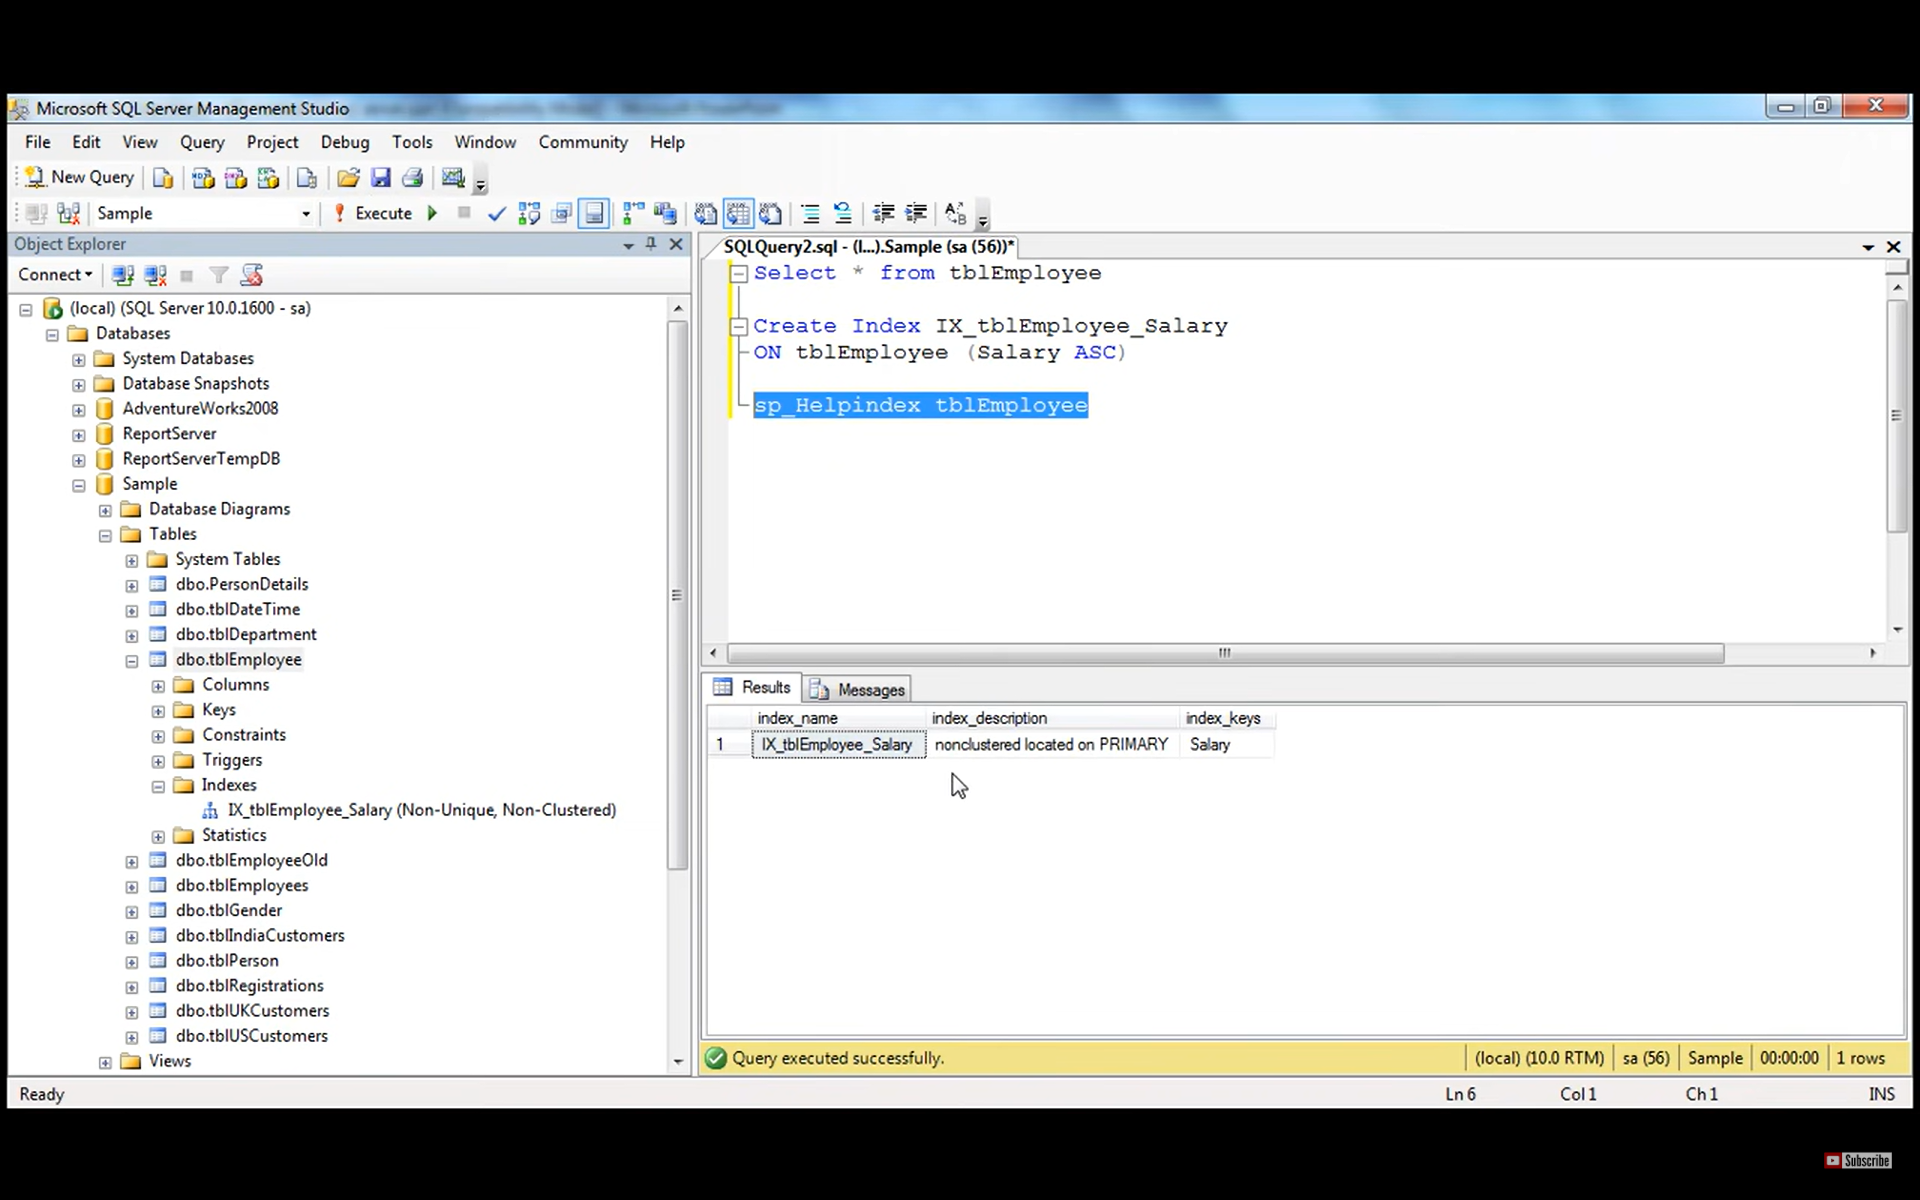 Microsoft SQL Server Management Studio
File Edit View Query Project Debug Tools Window Community Help
New Query
Sample Execute
Object Explorer
Connect
(local) (SQL Server 10.0.1600 - sa)
Databases
System Databases
Database Snapshots
AdventureWorks2008
ReportServer
ReportServerTempDB
Sample
Database Diagrams
Tables
System Tables
dbo.PersonDetails
dbo.tblDateTime
dbo.tblDepartment
dbo.tblEmployee
Columns
Keys
Constraints
Triggers
Indexes
IX_tblEmployee_Salary (Non-Unique, Non-Clustered)
Statistics
dbo.tblEmployeeOld
dbo.tblEmployees
dbo.tblGender
dbo.tblIndiaCustomers
dbo.tblPerson
dbo.tblRegistrations
dbo.tblUKCustomers
dbo.tblUSCustomers
Views
SQLQuery2.sql - (l...).Sample (sa (56))*
Select * from tblEmployee
Create Index IX_tblEmployee_Salary
ON tblEmployee (Salary ASC)
sp_Helpindex tblEmployee
Results Messages
index_name index_description index_keys
1 IX_tblEmployee_Salary nonclustered located on PRIMARY Salary
Query executed successfully. (local) (10.0 RTM) sa (56) Sample 00:00:00 1 rows
Ready Ln 6 Col 1 Ch 1 INS
Subscribe